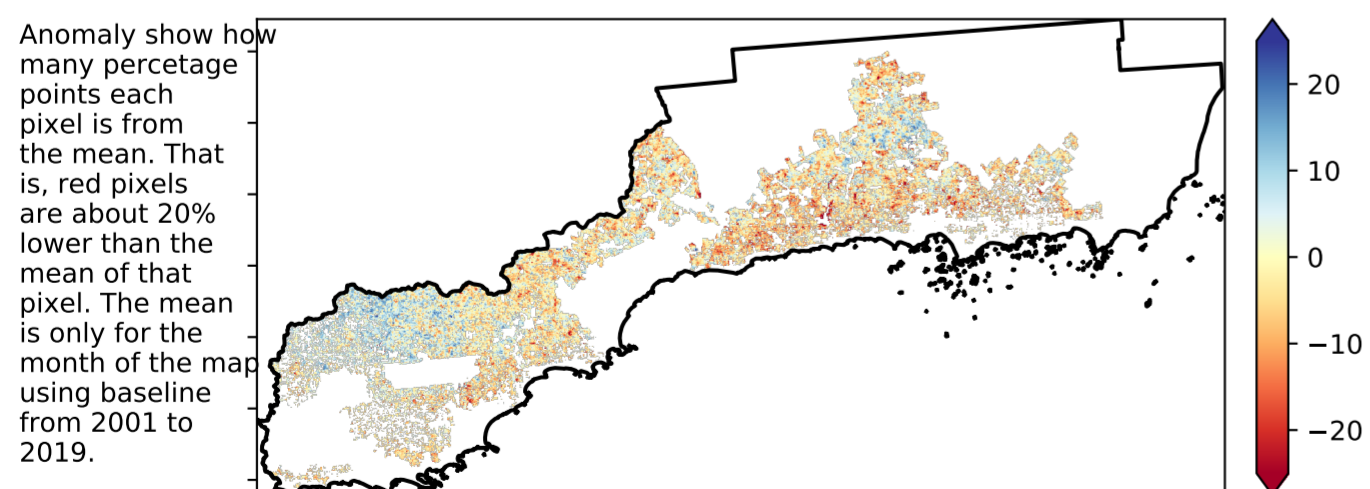 Anomaly show how
many percetage
points each
pixel is from
the mean. That
is, red pixels
are about 20%
lower than the
mean of that
pixel. The mean
is only for the
month of the map
using baseline
from 2001 to
2019.
20
10
0
−10
−20